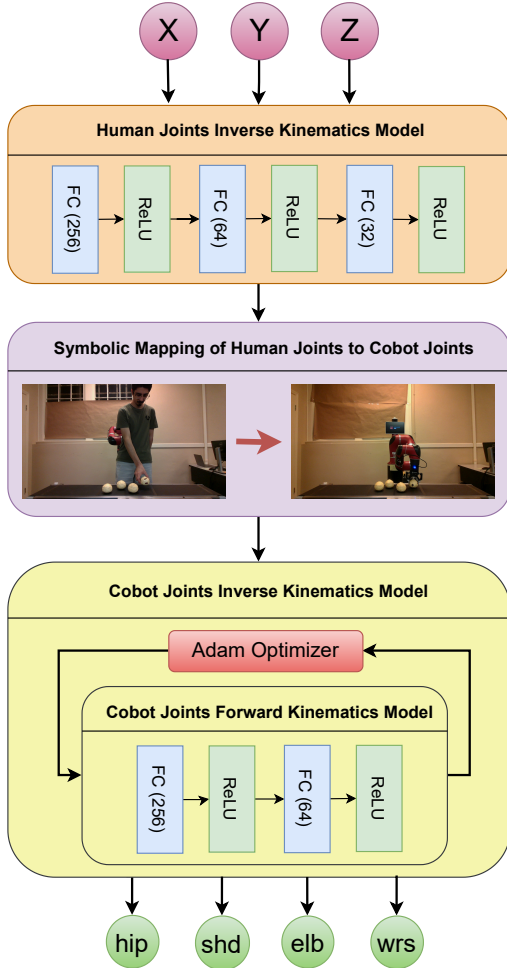 X Y Z
Human Joints Inverse Kinematics Model
FC (256)
ReLU
FC (64)
ReLU
FC (32)
ReLU
Symbolic Mapping of Human Joints to Cobot Joints
Cobot Joints Inverse Kinematics Model
Adam Optimizer
Cobot Joints Forward Kinematics Model
FC (256)
ReLU
FC (64)
ReLU
hip shd elb wrs